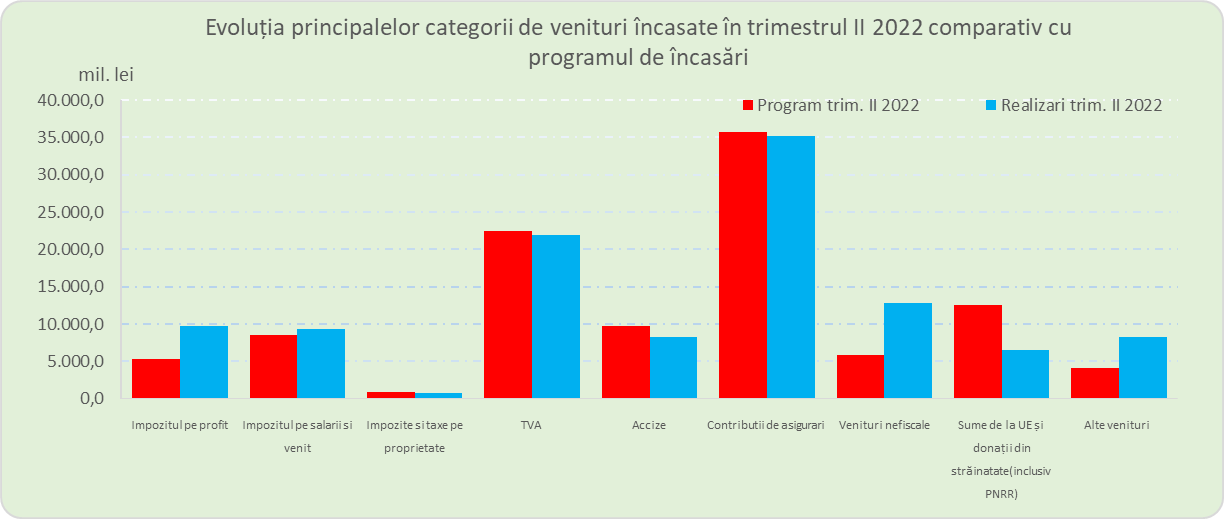 Evoluția principalelor categorii de venituri încasate în trimestrul II 2022 comparativ cu
programul de încasări
mil. lei
Program trim. II 2022
Realizari trim. II 2022
40.000,0
35.000,0
30.000,0
25.000,0
20.000,0
15.000,0
10.000,0
5.000,0
0,0
Impozitul pe profit
Impozitul pe salarii si
venit
Impozite si taxe pe
proprietate
TVA
Accize
Contributii de asigurari
Venituri nefiscale
Sume de la UE și
donații din
străinatate(inclusiv
PNRR)
Alte venituri